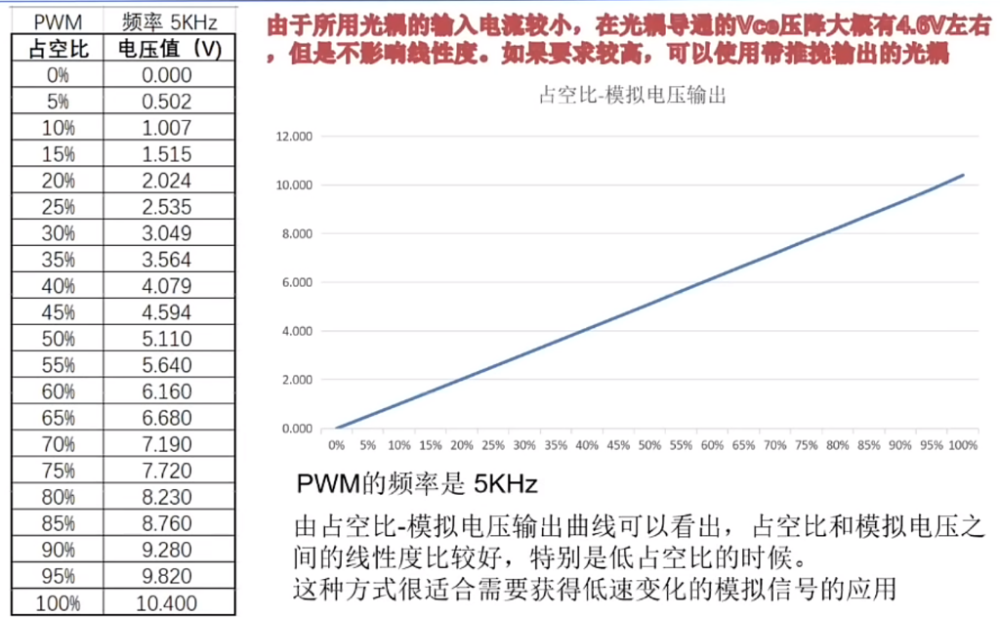 PWM 频率 5KHz
占空比 电压值（V)
0% 0.000
5% 0.502
10% 1.007
15% 1.515
20% 2.024
25% 2.535
30% 3.049
35% 3.564
40% 4.079
45% 4.594
50% 5.110
55% 5.640
60% 6.160
65% 6.680
70% 7.190
75% 7.720
80% 8.230
85% 8.760
90% 9.280
95% 9.820
100% 10.400
由于所用光耦的输入电流较小，在光耦导通的Vce压降大概有4.6V左右
，但是不影响线性度。如果要求较高，可以使用带推挽输出的光耦
占空比-模拟电压输出
12.000
10.000
8.000
6.000
4.000
2.000
0.000
0% 5% 10% 15% 20% 25% 30% 35% 40% 45% 50% 55% 60% 65% 70% 75% 80% 85% 90% 95% 100%
PWM的频率是 5KHz
由占空比-模拟电压输出曲线可以看出，占空比和模拟电压之
间的线性度比较好，特别是低占空比的时候。
这种方式很适合需要获得低速变化的模拟信号的应用